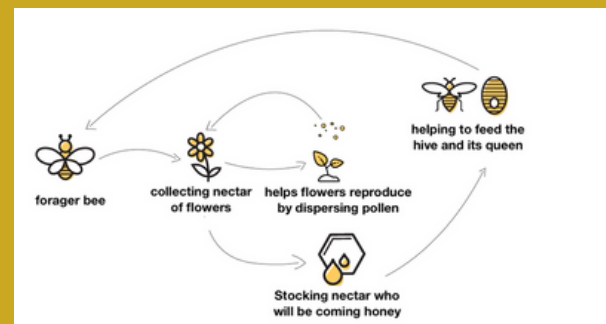 forager bee
collecting nectar
of flowers
helps flowers reproduce
by dispersing pollen
helping to feed the
hive and its queen
Stocking nectar who
will be coming honey